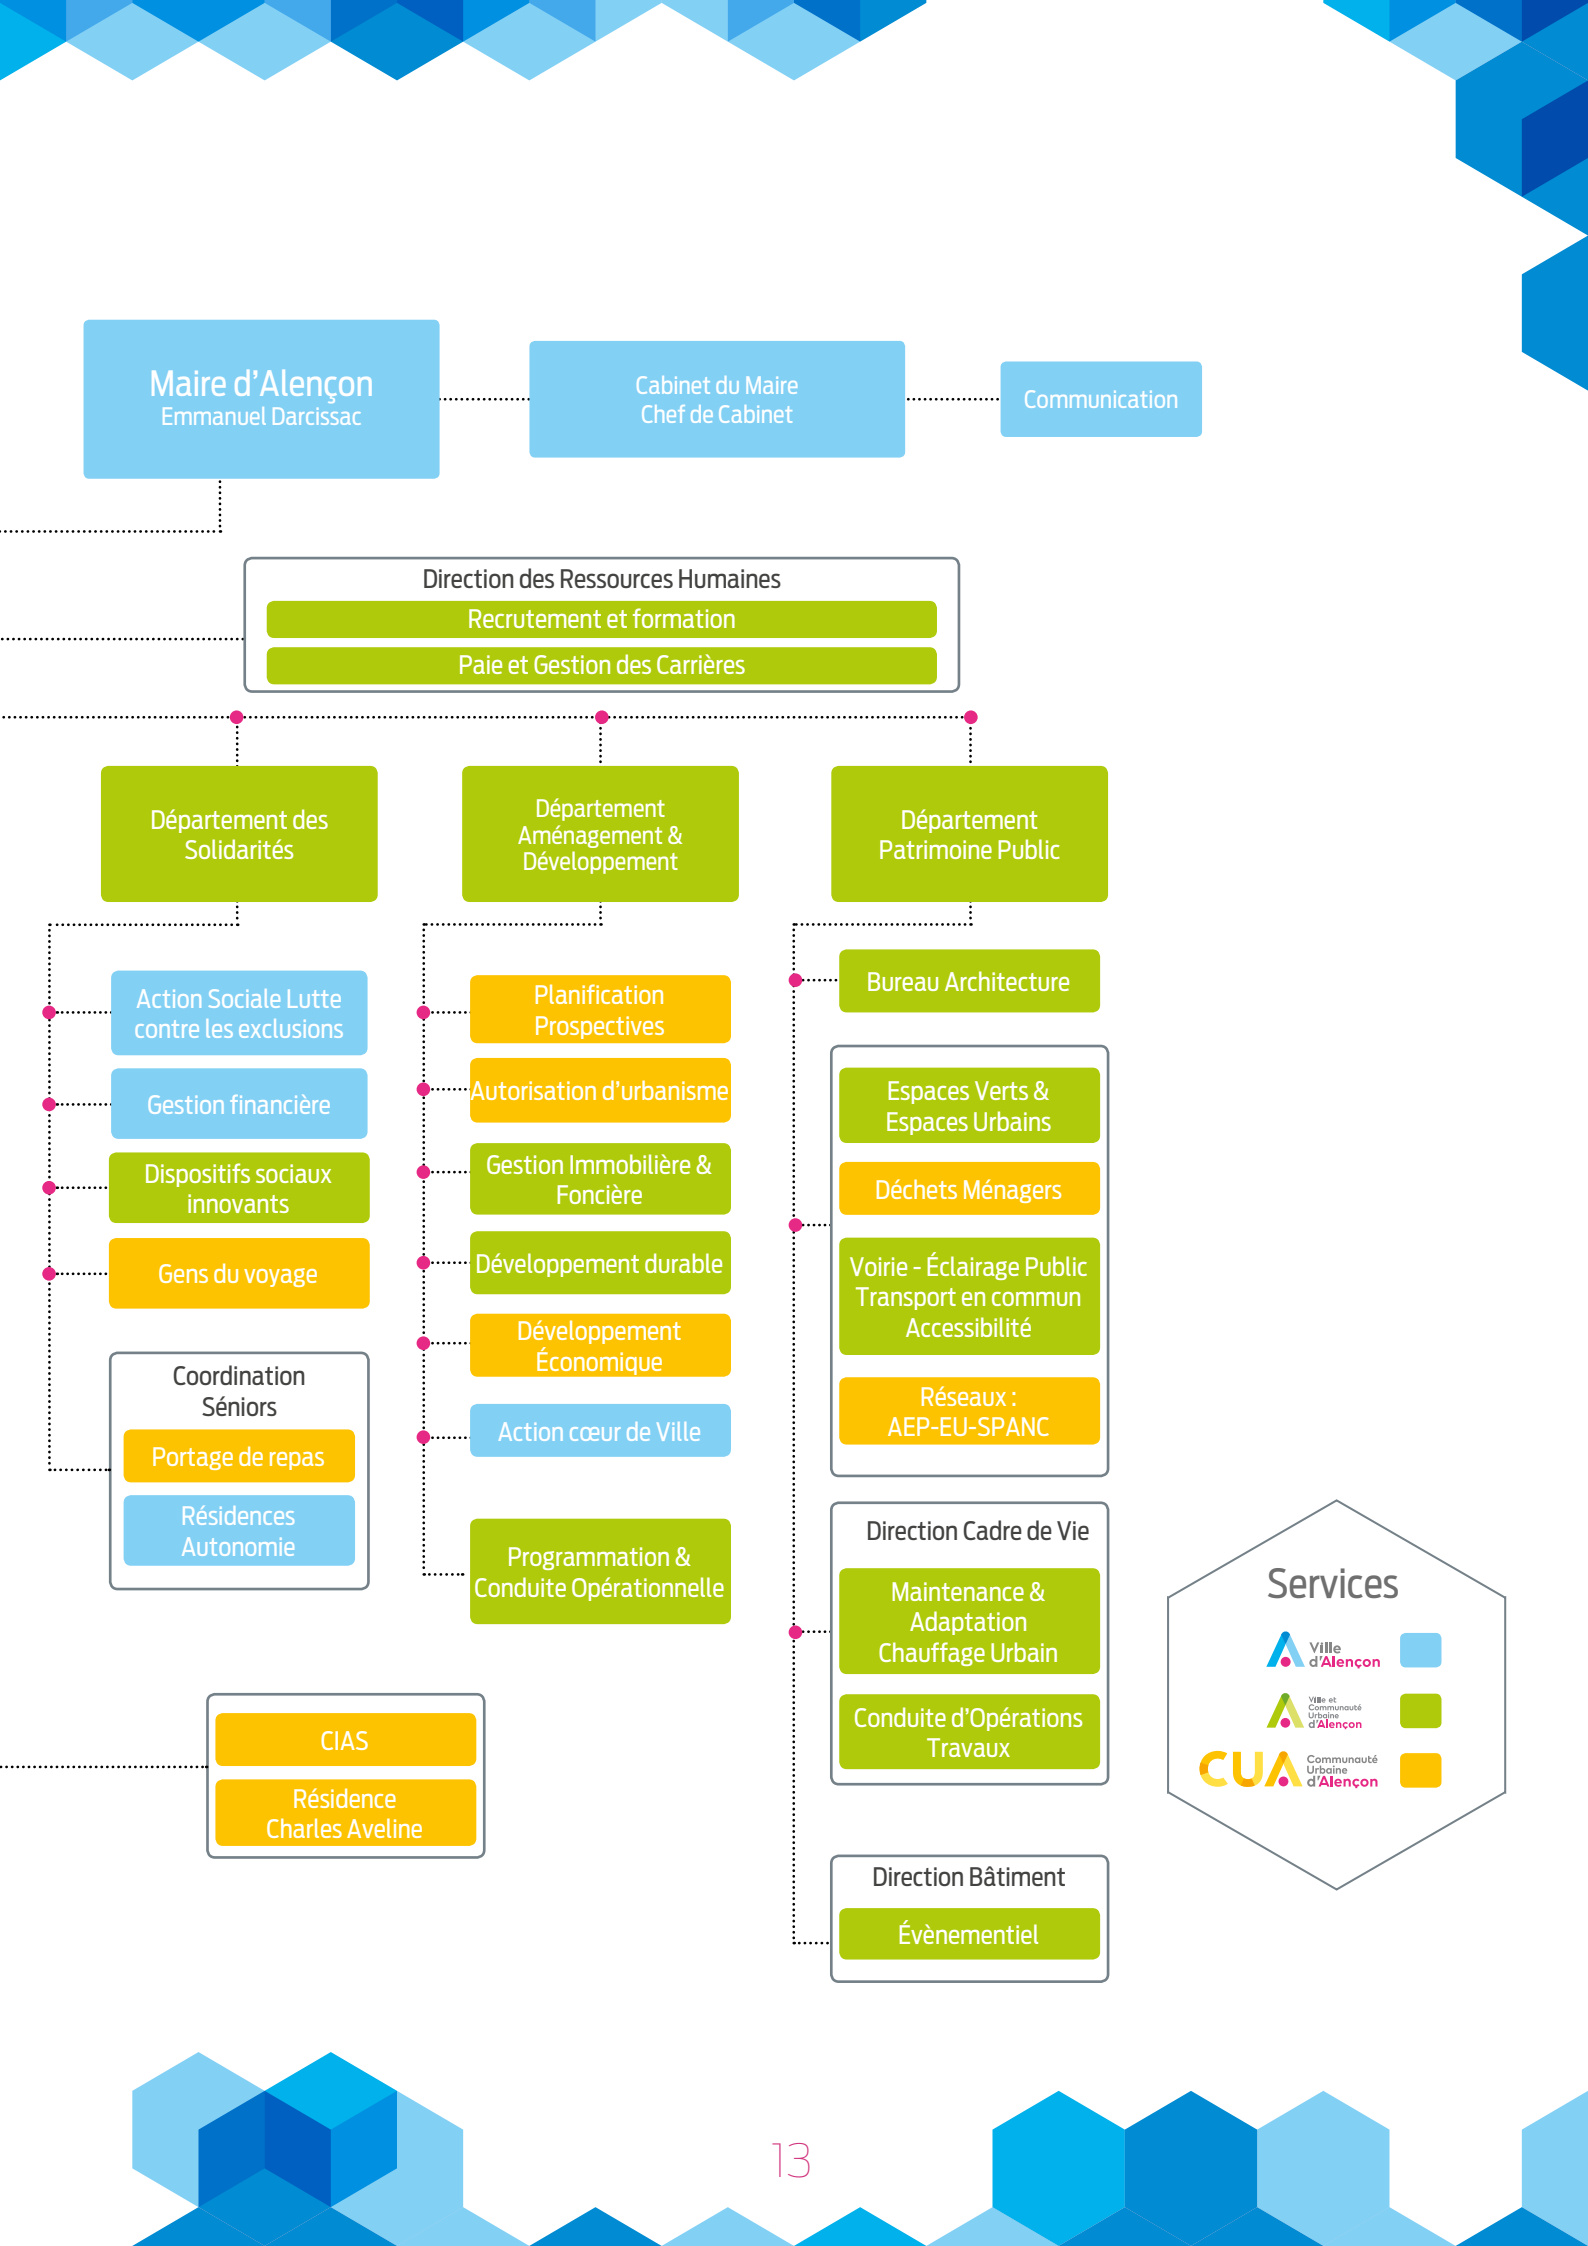 Maire d'Alençon
Emmanuel Darcissac
Cabinet du Maire
Chef de Cabinet
Communication
Direction des Ressources Humaines
Recrutement et formation
Paie et Gestion des Carrières
Département des
Solidarités
Action Sociale Lutte
contre les exclusions
Gestion financière
Dispositifs sociaux
innovants
Gens du voyage
Coordination
Séniors
Portage de repas
Résidences
Autonomie
Département
Aménagement &
Développement
Planification
Prospectives
Autorisation d'urbanisme
Gestion Immobilière &
Foncière
Développement durable
Développement
Économique
Action cœur de Ville
Programmation &
Conduite Opérationnelle
Département
Patrimoine Public
Bureau Architecture
Espaces Verts &
Espaces Urbains
Déchets Ménagers
Voirie - Éclairage Public
Transport en commun
Accessibilité
Réseaux :
AEP-EU-SPANC
Direction Cadre de Vie
Maintenance &
Adaptation
Chauffage Urbain
Conduite d'Opérations
Travaux
Direction Bâtiment
Évènementiel
CIAS
Résidence
Charles Aveline
Services
Ville
d'Alençon
Ville et
Communauté
Urbaine
d'Alençon
CUA
Communauté
Urbaine
d'Alençon
13